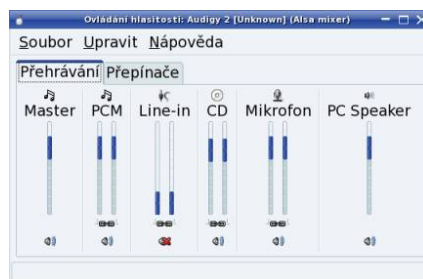 Ovládání hlasitosti: Audigy 2 [Unknown] (Alsa mixer)
Soubor Upravit Nápověda
Přehrávání Přepínače
Master PCM Line-in CD Mikrofon PC Speaker